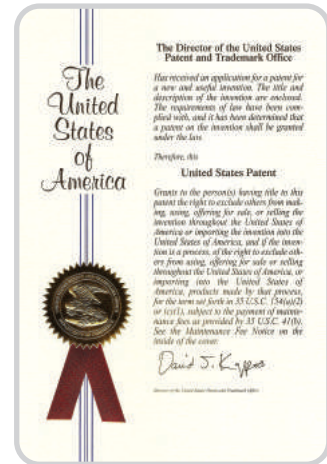 The
United
States
of
America
The Director of the United States
Patent and Trademark Office
Has received an application for a patent for
a new and useful invention. The title and
description of the invention are enclosed.
The requirements of law have been com-
plied with, and it has been determined that
a patent on the invention shall be granted
under the law.
Therefore, this
United States Patent
Grants to the person(s) having title to this
patent the right to exclude others from mak-
ing, using, offering for sale, or selling the
invention throughout the United States of
America or importing the invention into the
United States of America, and if the inven-
tion is a process, of the right to exclude oth-
ers from using, offering for sale or selling
throughout the United States of America, or
importing into the United States of
America, products made by that process,
for the term set forth in 35 U.S.C. 154(a)(2)
or (c)(1), subject to the payment of mainte-
nance fees as provided by 35 U.S.C. 41(b).
See the Maintenance Fee Notice on the
inside of the cover.
David J. Kappos
Director of the United States Patent and Trademark Office